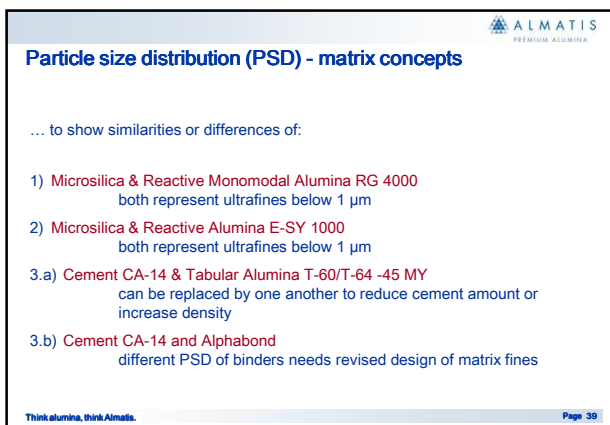 ALMATIS
PREMIUM ALUMINA
Particle size distribution (PSD) - matrix concepts
… to show similarities or differences of:
1) Microsilica & Reactive Monomodal Alumina RG 4000
both represent ultrafines below 1 µm
2) Microsilica & Reactive Alumina E-SY 1000
both represent ultrafines below 1 µm
3.a) Cement CA-14 & Tabular Alumina T-60/T-64 -45 MY
can be replaced by one another to reduce cement amount or
increase density
3.b) Cement CA-14 and Alphabond
different PSD of binders needs revised design of matrix fines
Think alumina, think Almatis.
Page 39